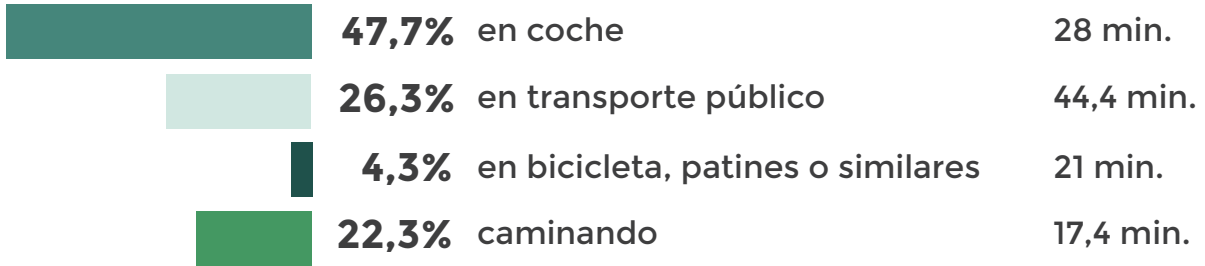 47,7% en coche 28 min.
26,3% en transporte público 44,4 min.
4,3% en bicicleta, patines o similares 21 min.
22,3% caminando 17,4 min.